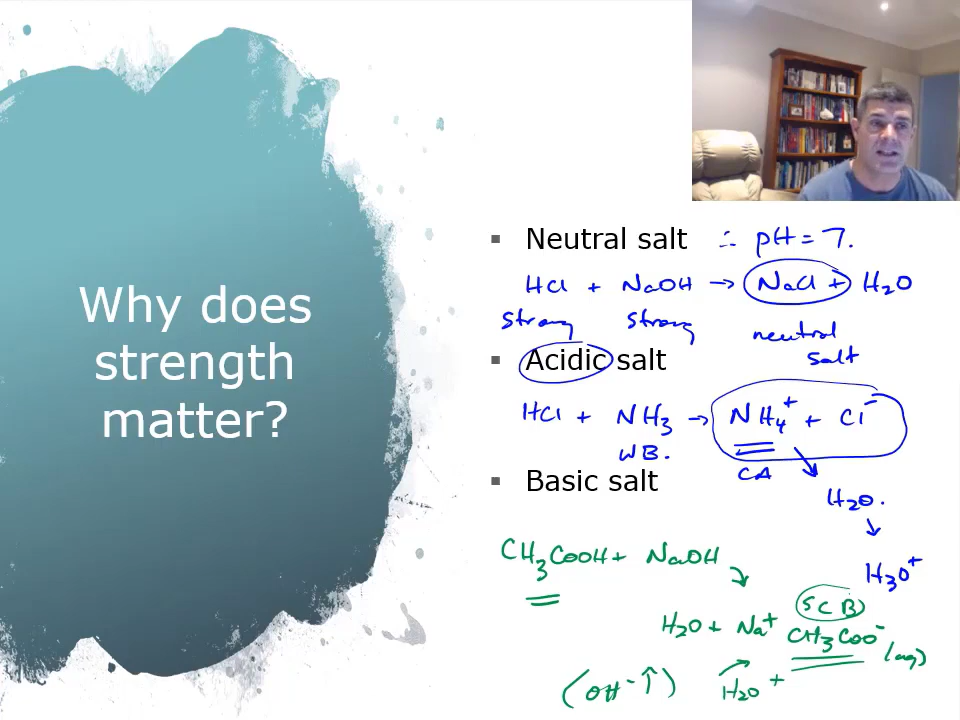 Why does
strength
matter?
▪ Neutral salt ∴ pH = 7.
HCl + NaOH → NaCl + H₂O
strong strong neutral
salt
▪ Acidic salt
HCl + NH₃ → NH₄⁺ + Cl⁻
WB.
CA
▪ Basic salt
H₂O.
↓
H₃O⁺
CH₃COOH + NaOH
→
(SCB)
H₂O + Na⁺ CH₃COO⁻
(aq)
(OH⁻ ↑) H₂O +